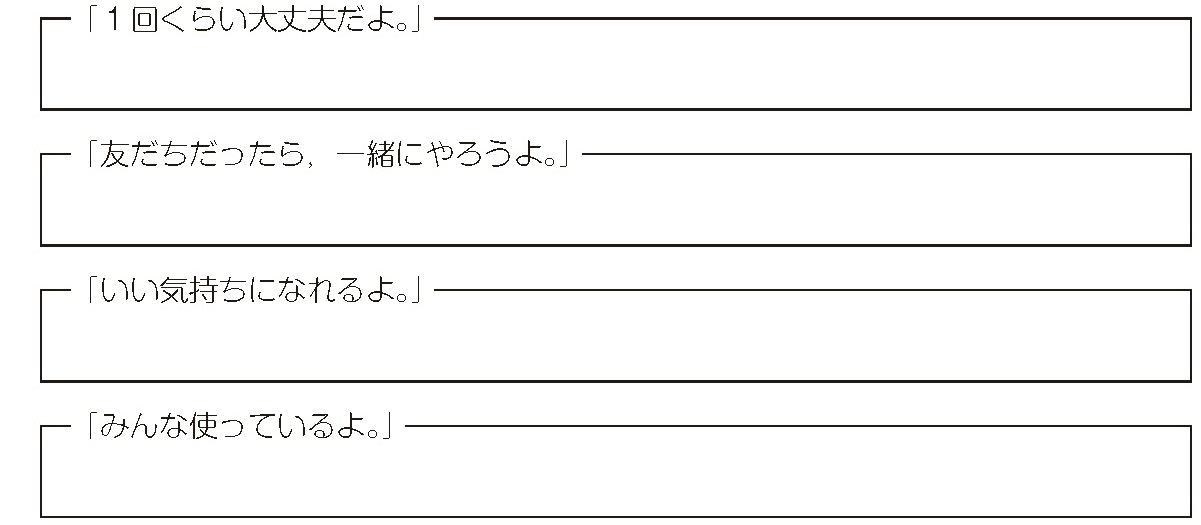 「1回くらい大丈夫だよ。」
「友だちだったら，一緒にやろうよ。」
「いい気持ちになれるよ。」
「みんな使っているよ。」